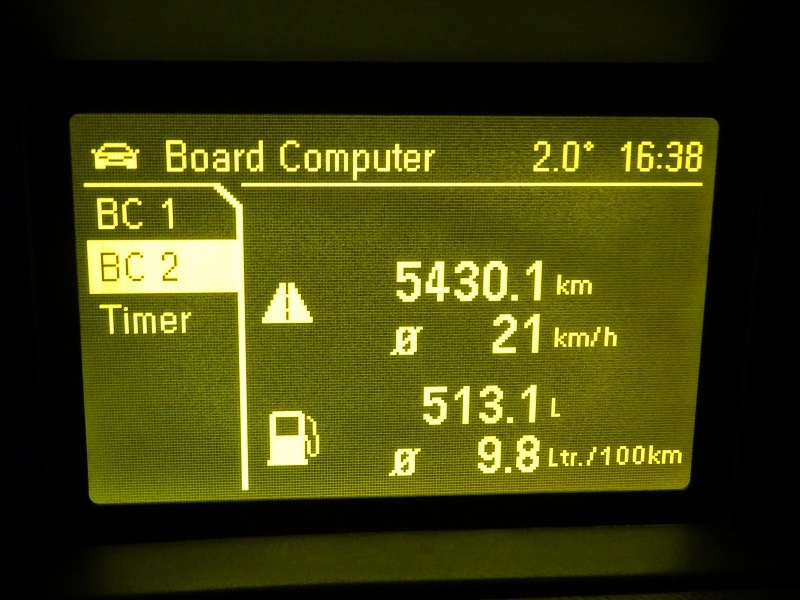 Board Computer 2.0° 16:38
BC 1
BC 2
Timer
5430.1 km
Ø 21 km/h
513.1 L
Ø 9.8 Ltr./100km